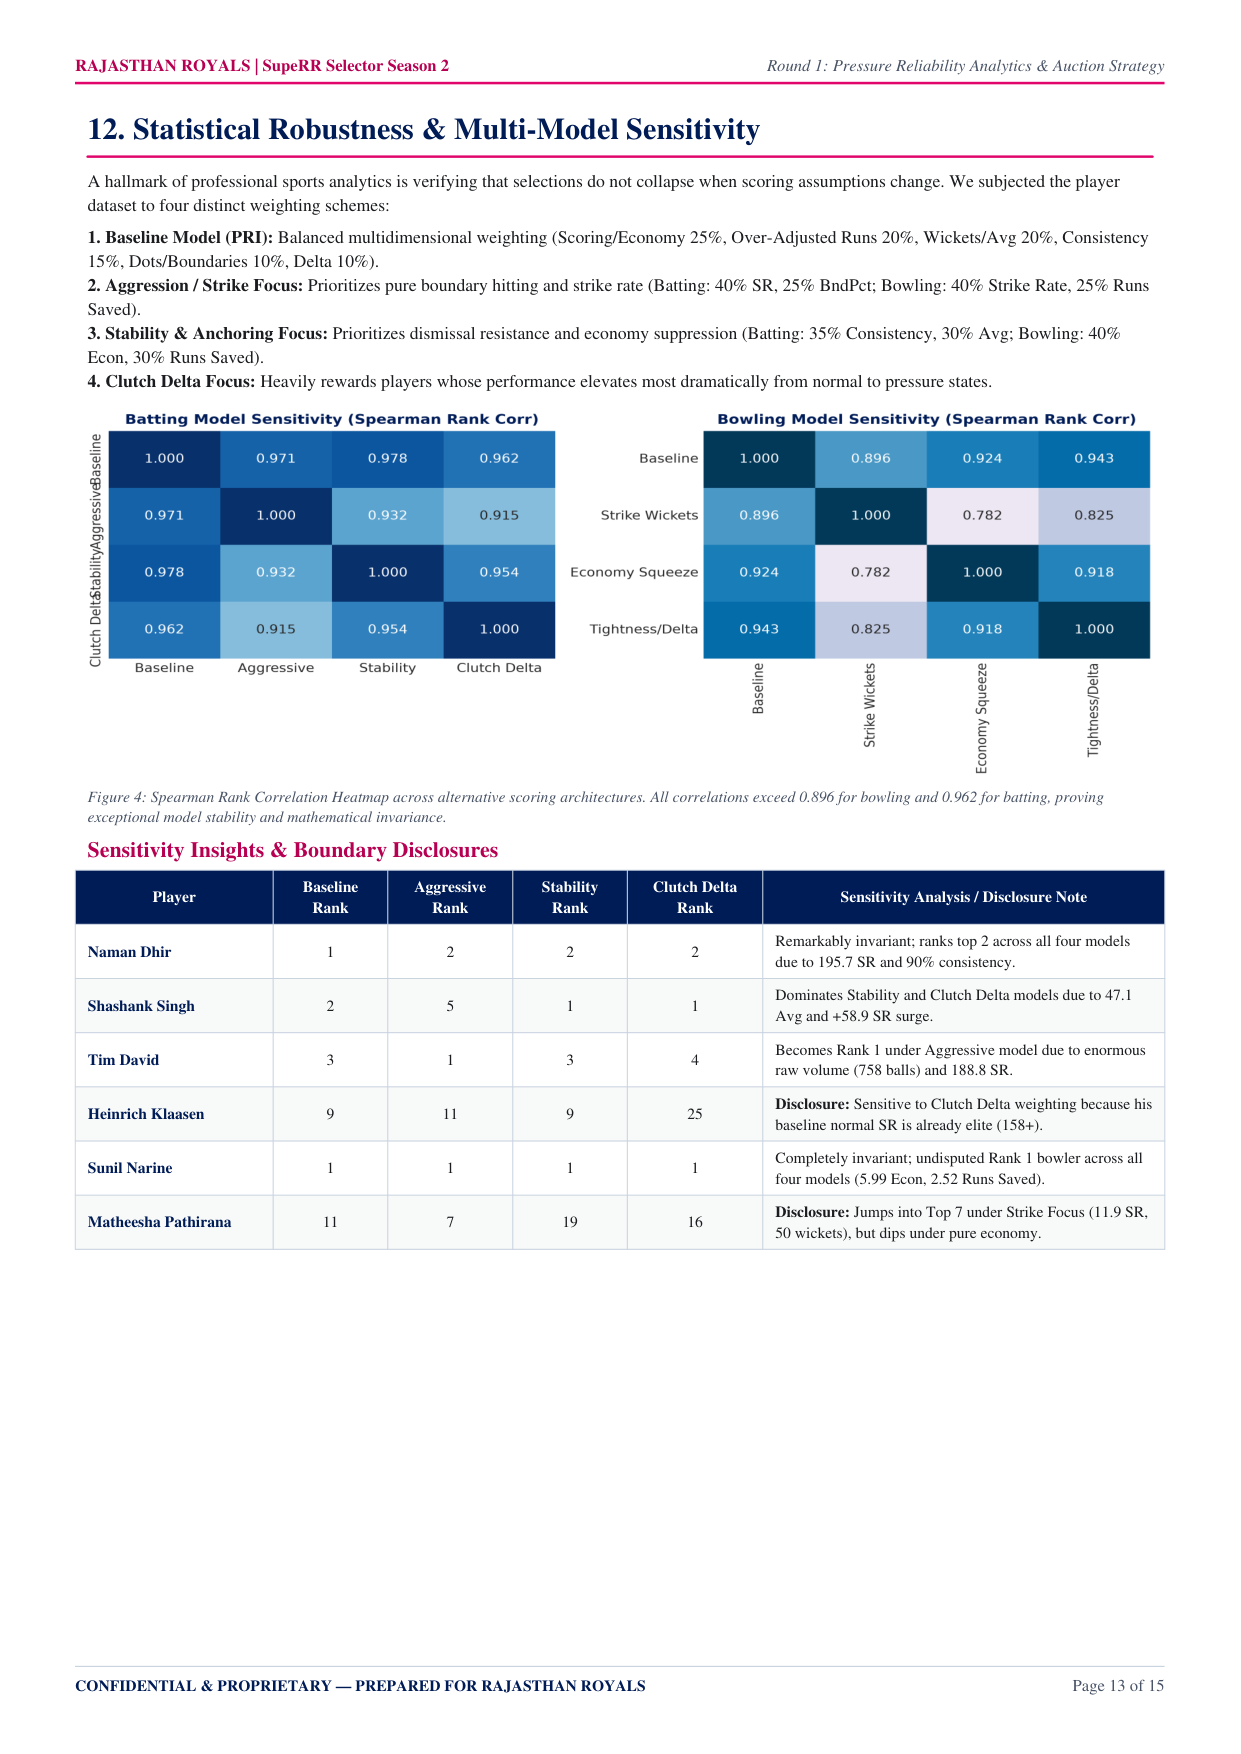 RAJASTHAN ROYALS | SupeRR Selector Season 2
Round 1: Pressure Reliability Analytics & Auction Strategy
12. Statistical Robustness & Multi-Model Sensitivity
A hallmark of professional sports analytics is verifying that selections do not collapse when scoring assumptions change. We subjected the player
dataset to four distinct weighting schemes:
1. Baseline Model (PRI): Balanced multidimensional weighting (Scoring/Economy 25%, Over-Adjusted Runs 20%, Wickets/Avg 20%, Consistency
15%, Dots/Boundaries 10%, Delta 10%).
2. Aggression / Strike Focus: Prioritizes pure boundary hitting and strike rate (Batting: 40% SR, 25% BndPct; Bowling: 40% Strike Rate, 25% Runs
Saved).
3. Stability & Anchoring Focus: Prioritizes dismissal resistance and economy suppression (Batting: 35% Consistency, 30% Avg; Bowling: 40%
Econ, 30% Runs Saved).
4. Clutch Delta Focus: Heavily rewards players whose performance elevates most dramatically from normal to pressure states.
Batting Model Sensitivity (Spearman Rank Corr)
Baseline 1.000 0.971 0.978 0.962
Aggressive 0.971 1.000 0.932 0.915
Stability 0.978 0.932 1.000 0.954
Clutch Delta 0.962 0.915 0.954 1.000
Baseline Aggressive Stability Clutch Delta
Bowling Model Sensitivity (Spearman Rank Corr)
Baseline 1.000 0.896 0.924 0.943
Strike Wickets 0.896 1.000 0.782 0.825
Economy Squeeze 0.924 0.782 1.000 0.918
Tightness/Delta 0.943 0.825 0.918 1.000
Baseline Strike Wickets Economy Squeeze Tightness/Delta
Figure 4: Spearman Rank Correlation Heatmap across alternative scoring architectures. All correlations exceed 0.896 for bowling and 0.962 for batting, proving
exceptional model stability and mathematical invariance.
Sensitivity Insights & Boundary Disclosures
Player Baseline Rank Aggressive Rank Stability Rank Clutch Delta Rank Sensitivity Analysis / Disclosure Note
Naman Dhir 1 2 2 2 Remarkably invariant; ranks top 2 across all four models
due to 195.7 SR and 90% consistency.
Shashank Singh 2 5 1 1 Dominates Stability and Clutch Delta models due to 47.1
Avg and +58.9 SR surge.
Tim David 3 1 3 4 Becomes Rank 1 under Aggressive model due to enormous
raw volume (758 balls) and 188.8 SR.
Heinrich Klaasen 9 11 9 25 Disclosure: Sensitive to Clutch Delta weighting because his
baseline normal SR is already elite (158+).
Sunil Narine 1 1 1 1 Completely invariant; undisputed Rank 1 bowler across all
four models (5.99 Econ, 2.52 Runs Saved).
Matheesha Pathirana 11 7 19 16 Disclosure: Jumps into Top 7 under Strike Focus (11.9 SR,
50 wickets), but dips under pure economy.
CONFIDENTIAL & PROPRIETARY — PREPARED FOR RAJASTHAN ROYALS
Page 13 of 15